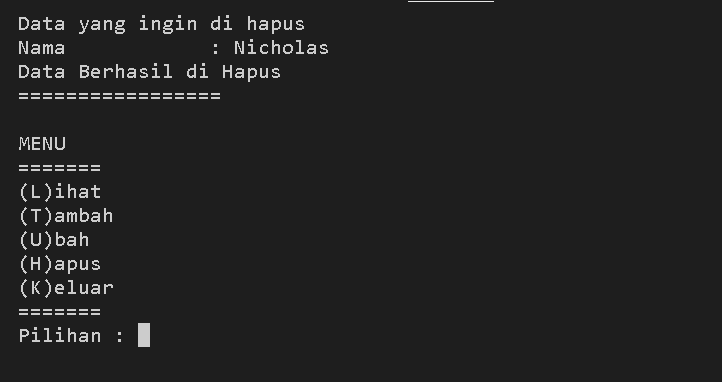 Data yang ingin di hapus
Nama            : Nicholas
Data Berhasil di Hapus
=================
MENU
=======
(L)ihat
(T)ambah
(U)bah
(H)apus
(K)eluar
=======
Pilihan :